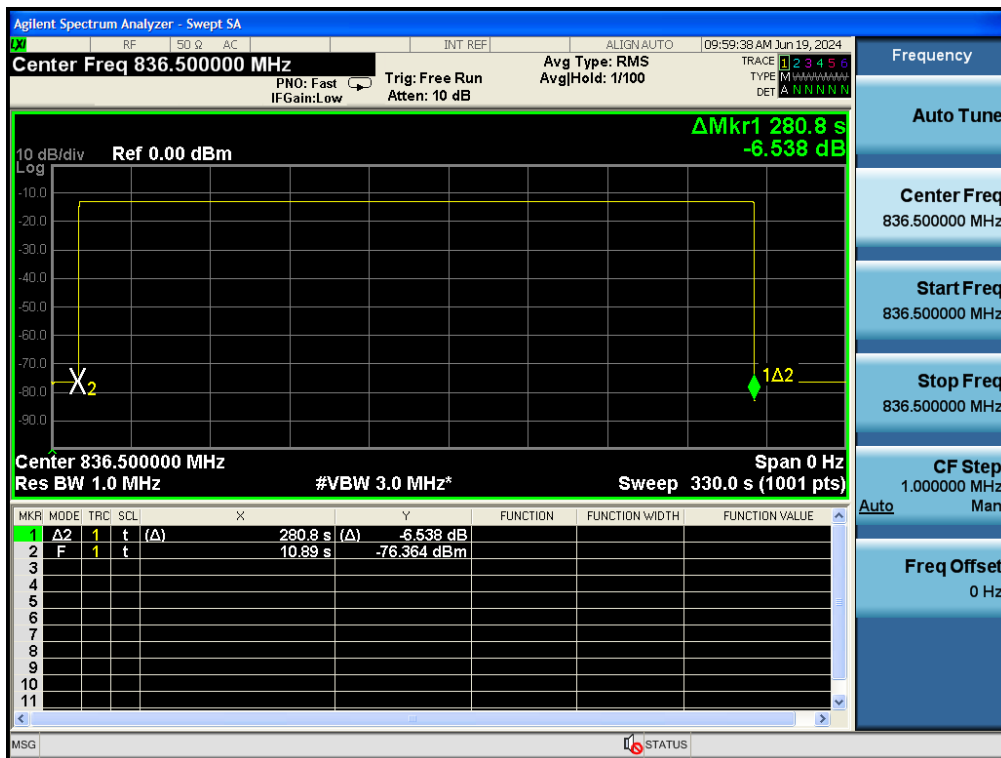 Agilent Spectrum Analyzer - Swept SA
LXI RF 50 Ω AC INT REF ALIGN AUTO 09:59:38 AM Jun 19, 2024
Center Freq 836.500000 MHz
PNO: Fast
IFGain:Low
Trig: Free Run
Atten: 10 dB
Avg Type: RMS
Avg|Hold: 1/100
TRACE 1 2 3 4 5 6
TYPE M
DET A N N N N N
ΔMkr1 280.8 s
-6.538 dB
10 dB/div Ref 0.00 dBm
Log
-10.0
-20.0
-30.0
-40.0
-50.0
-60.0
-70.0
-80.0
-90.0
2
1Δ2
Center 836.500000 MHz Span 0 Hz
Res BW 1.0 MHz #VBW 3.0 MHz* Sweep 330.0 s (1001 pts)
MKR MODE TRC SCL X Y FUNCTION FUNCTION WIDTH FUNCTION VALUE
1 Δ2 1 t (Δ) 280.8 s (Δ) -6.538 dB
2 F 1 t 10.89 s -76.364 dBm
3
4
5
6
7
8
9
10
11
MSG STATUS
Frequency
Auto Tune
Center Freq
836.500000 MHz
Start Freq
836.500000 MHz
Stop Freq
836.500000 MHz
CF Step
1.000000 MHz
Auto Man
Freq Offset
0 Hz